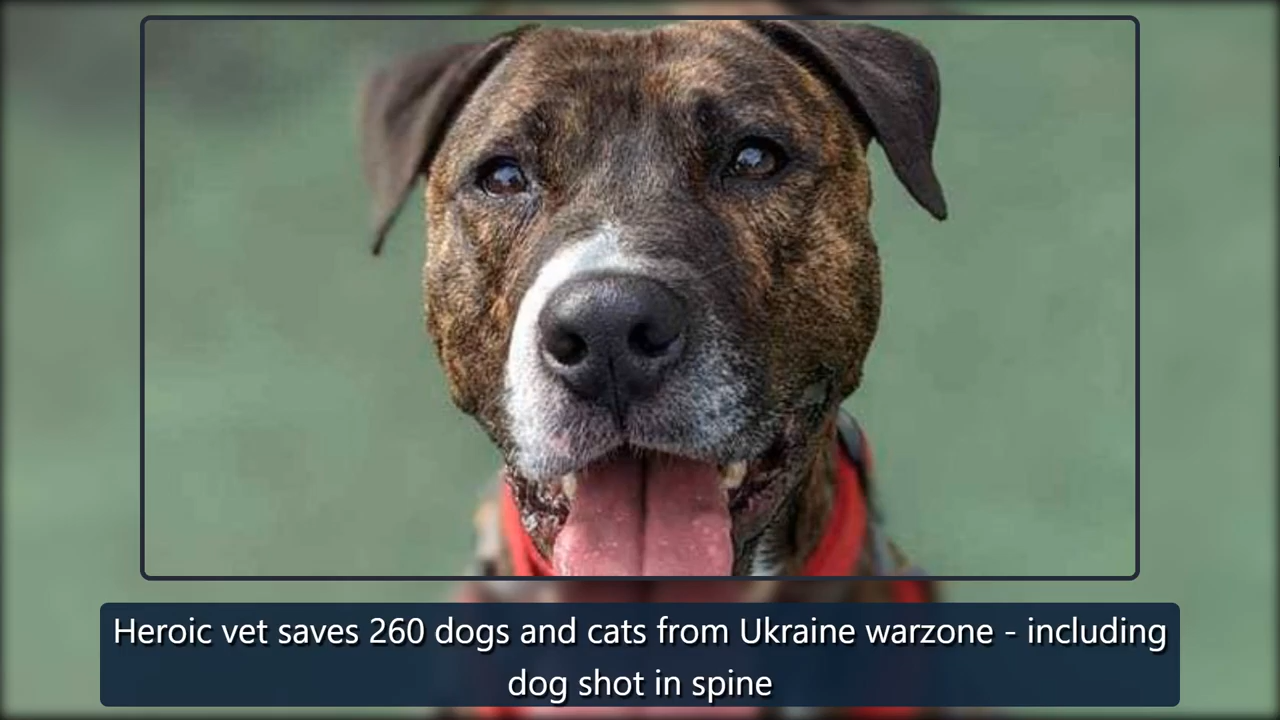 Heroic vet saves 260 dogs and cats from Ukraine warzone - including
dog shot in spine